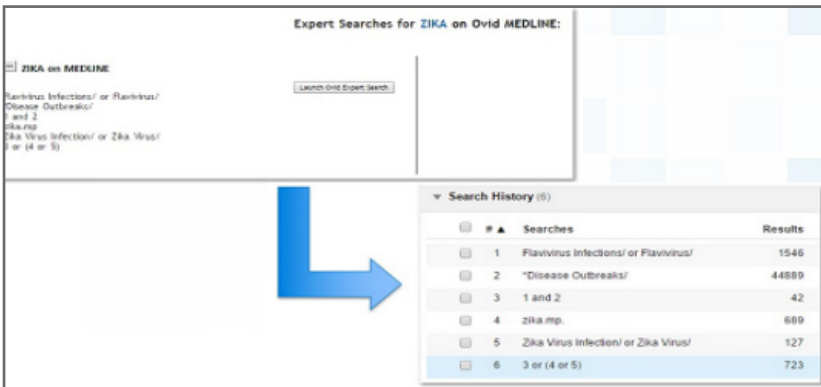 Expert Searches for ZIKA on Ovid MEDLINE:
ZIKA on MEDLINE
Launch Ovid Expert Search
Flavivirus Infections/ or Flavivirus/
*Disease Outbreaks/
1 and 2
zika.mp
Zika Virus Infection/ or Zika Virus/
3 or (4 or 5)
Search History (6)
# ▲ Searches Results
1 Flavivirus Infections/ or Flavivirus/ 1546
2 *Disease Outbreaks/ 44889
3 1 and 2 42
4 zika.mp. 689
5 Zika Virus Infection/ or Zika Virus/ 127
6 3 or (4 or 5) 723